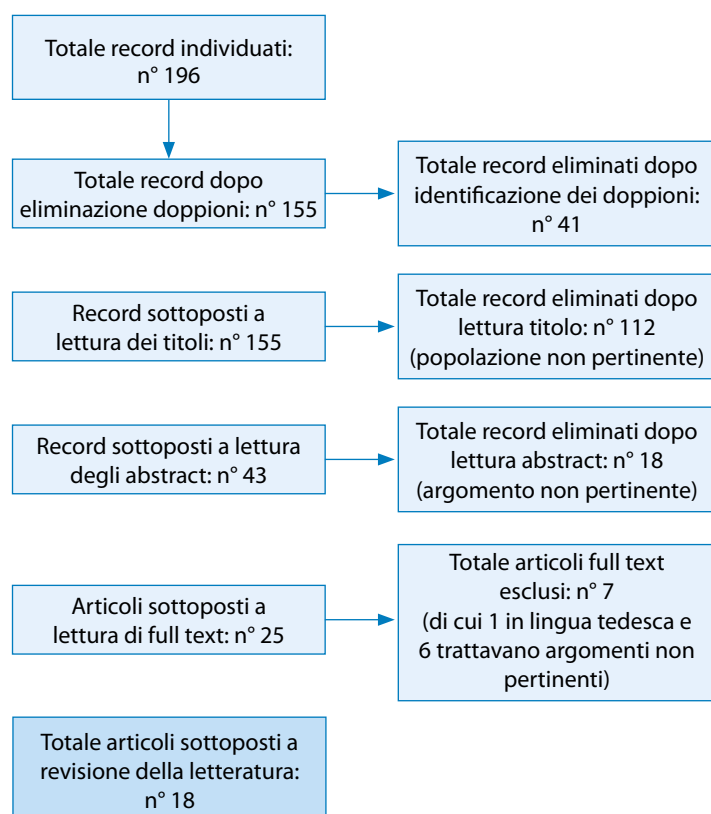 Totale record individuati:
n° 196
Totale record dopo
eliminazione doppioni: n° 155
Totale record eliminati dopo
identificazione dei doppioni:
n° 41
Record sottoposti a
lettura dei titoli: n° 155
Totale record eliminati dopo
lettura titolo: n° 112
(popolazione non pertinente)
Record sottoposti a lettura
degli abstract: n° 43
Totale record eliminati dopo
lettura abstract: n° 18
(argomento non pertinente)
Articoli sottoposti a
lettura di full text: n° 25
Totale articoli full text
esclusi: n° 7
(di cui 1 in lingua tedesca e
6 trattavano argomenti non
pertinenti)
Totale articoli sottoposti a
revisione della letteratura:
n° 18